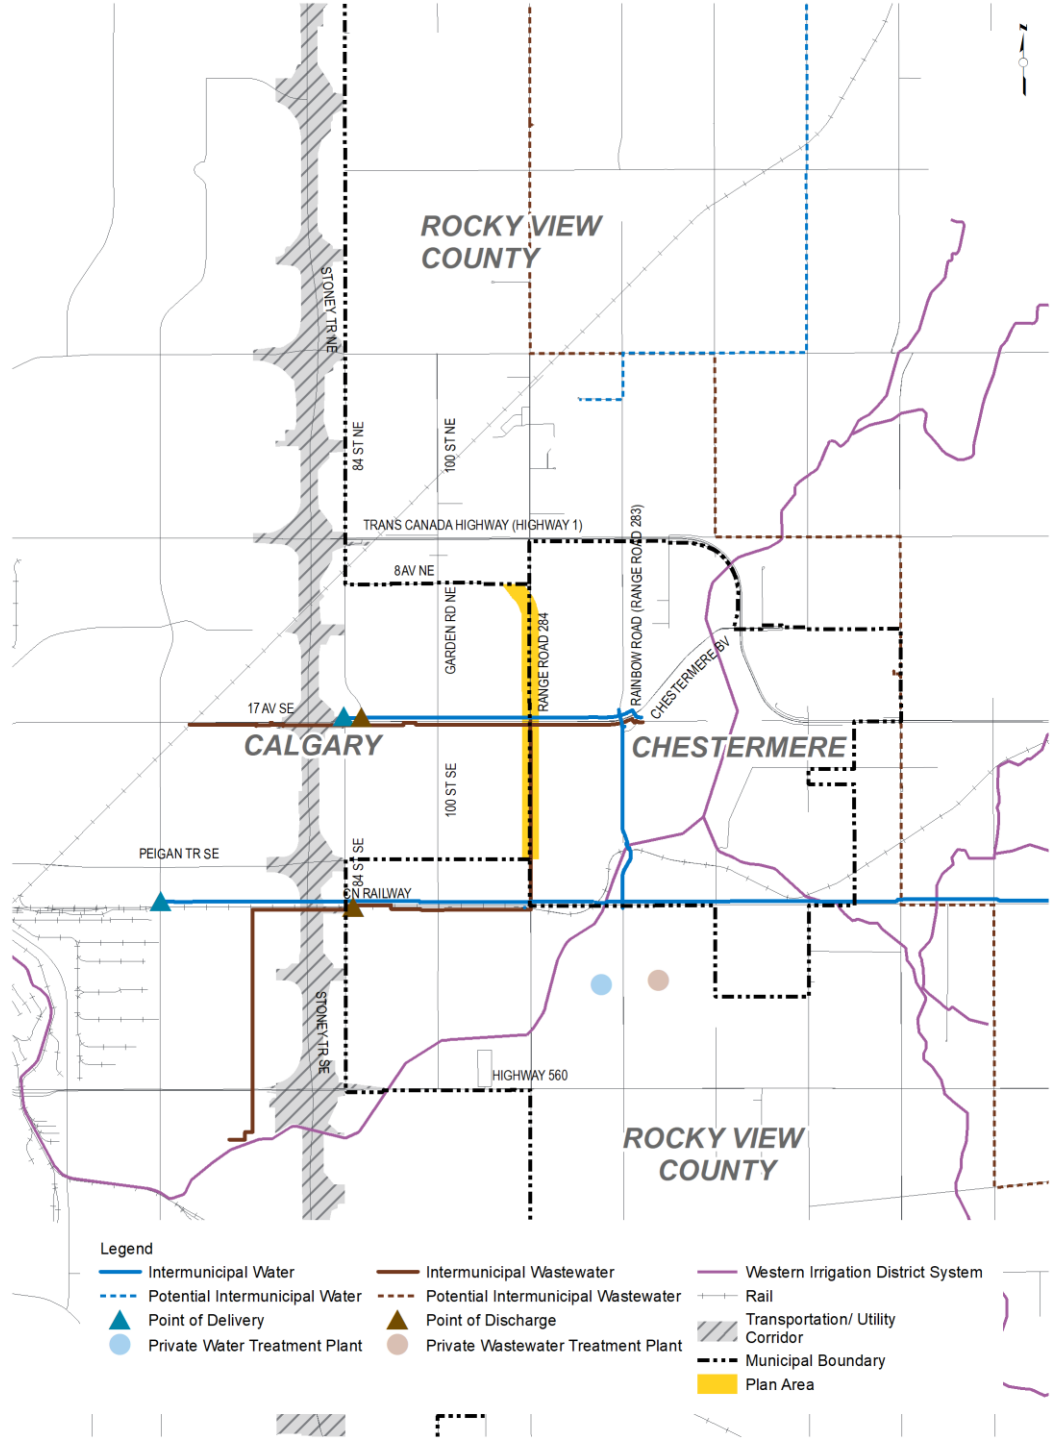 N
ROCKY VIEW
COUNTY
STONEY TR NE
84 ST NE
100 ST NE
TRANS CANADA HIGHWAY (HIGHWAY 1)
RAINBOW ROAD (RANGE ROAD 283)
8 AV NE
GARDEN RD NE
RANGE ROAD 284
CHESTERMERE BV
17 AV SE
CALGARY
CHESTERMERE
100 ST SE
PEIGAN TR SE
84 ST SE
CN RAILWAY
STONEY TR SE
HIGHWAY 560
ROCKY VIEW
COUNTY
Legend
Intermunicipal Water
Potential Intermunicipal Water
Point of Delivery
Private Water Treatment Plant
Intermunicipal Wastewater
Potential Intermunicipal Wastewater
Point of Discharge
Private Wastewater Treatment Plant
Western Irrigation District System
Rail
Transportation/ Utility
Corridor
Municipal Boundary
Plan Area